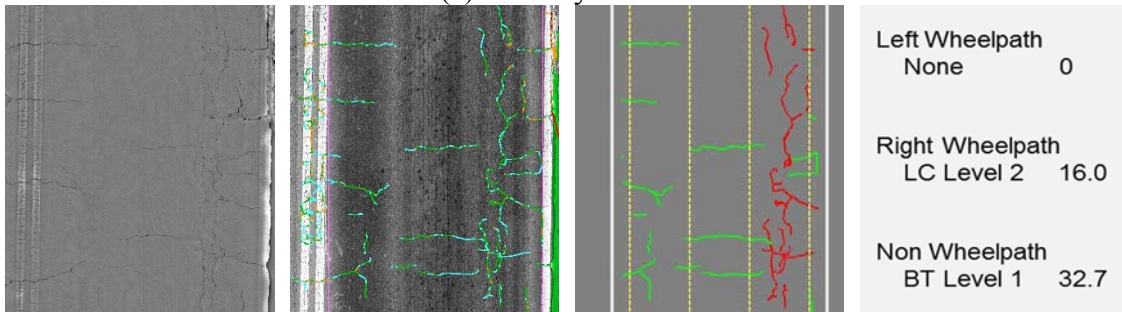 Left Wheelpath
None 0
Right Wheelpath
LC Level 2 16.0
Non Wheelpath
BT Level 1 32.7